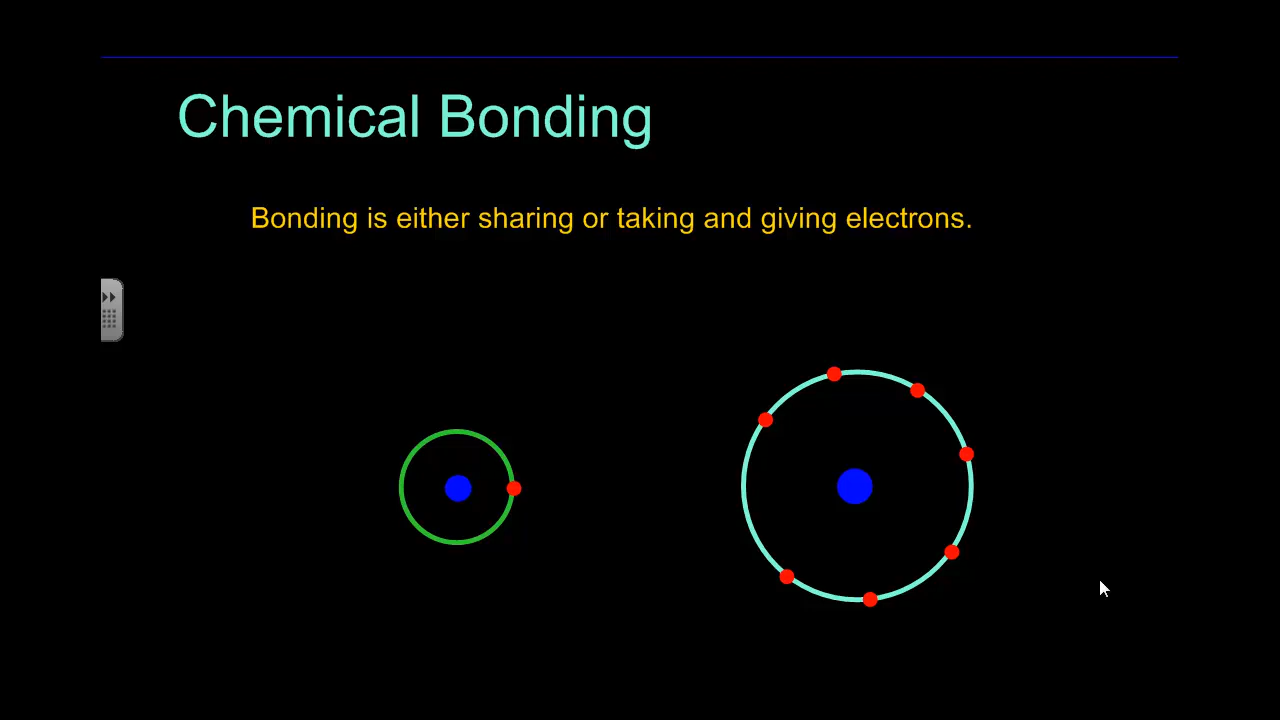 Chemical Bonding
Bonding is either sharing or taking and giving electrons.